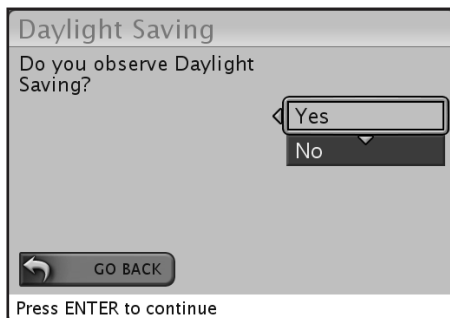 Daylight Saving
Do you observe Daylight
Saving?
Yes
No
GO BACK
Press ENTER to continue